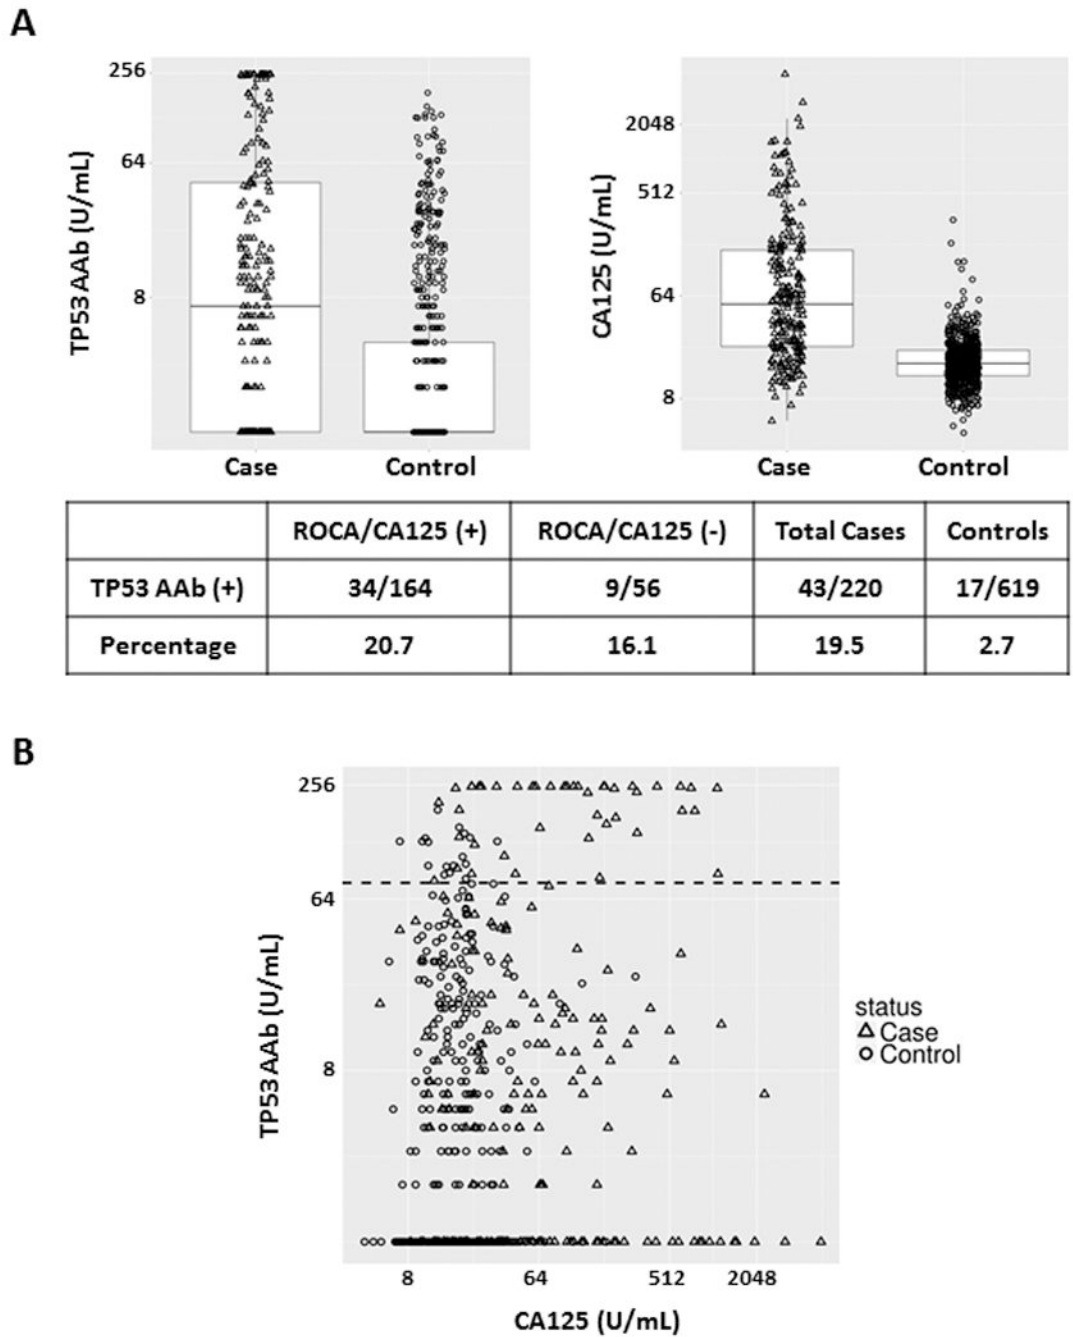 A
TP53 AAb (U/mL)
256
64
8
Case
Control
CA125 (U/mL)
2048
512
64
8
Case
Control
ROCA/CA125 (+) ROCA/CA125 (-) Total Cases Controls
TP53 AAb (+) 34/164 9/56 43/220 17/619
Percentage 20.7 16.1 19.5 2.7
B
TP53 AAb (U/mL)
256
64
8
8 64 512 2048
CA125 (U/mL)
status
Case
Control